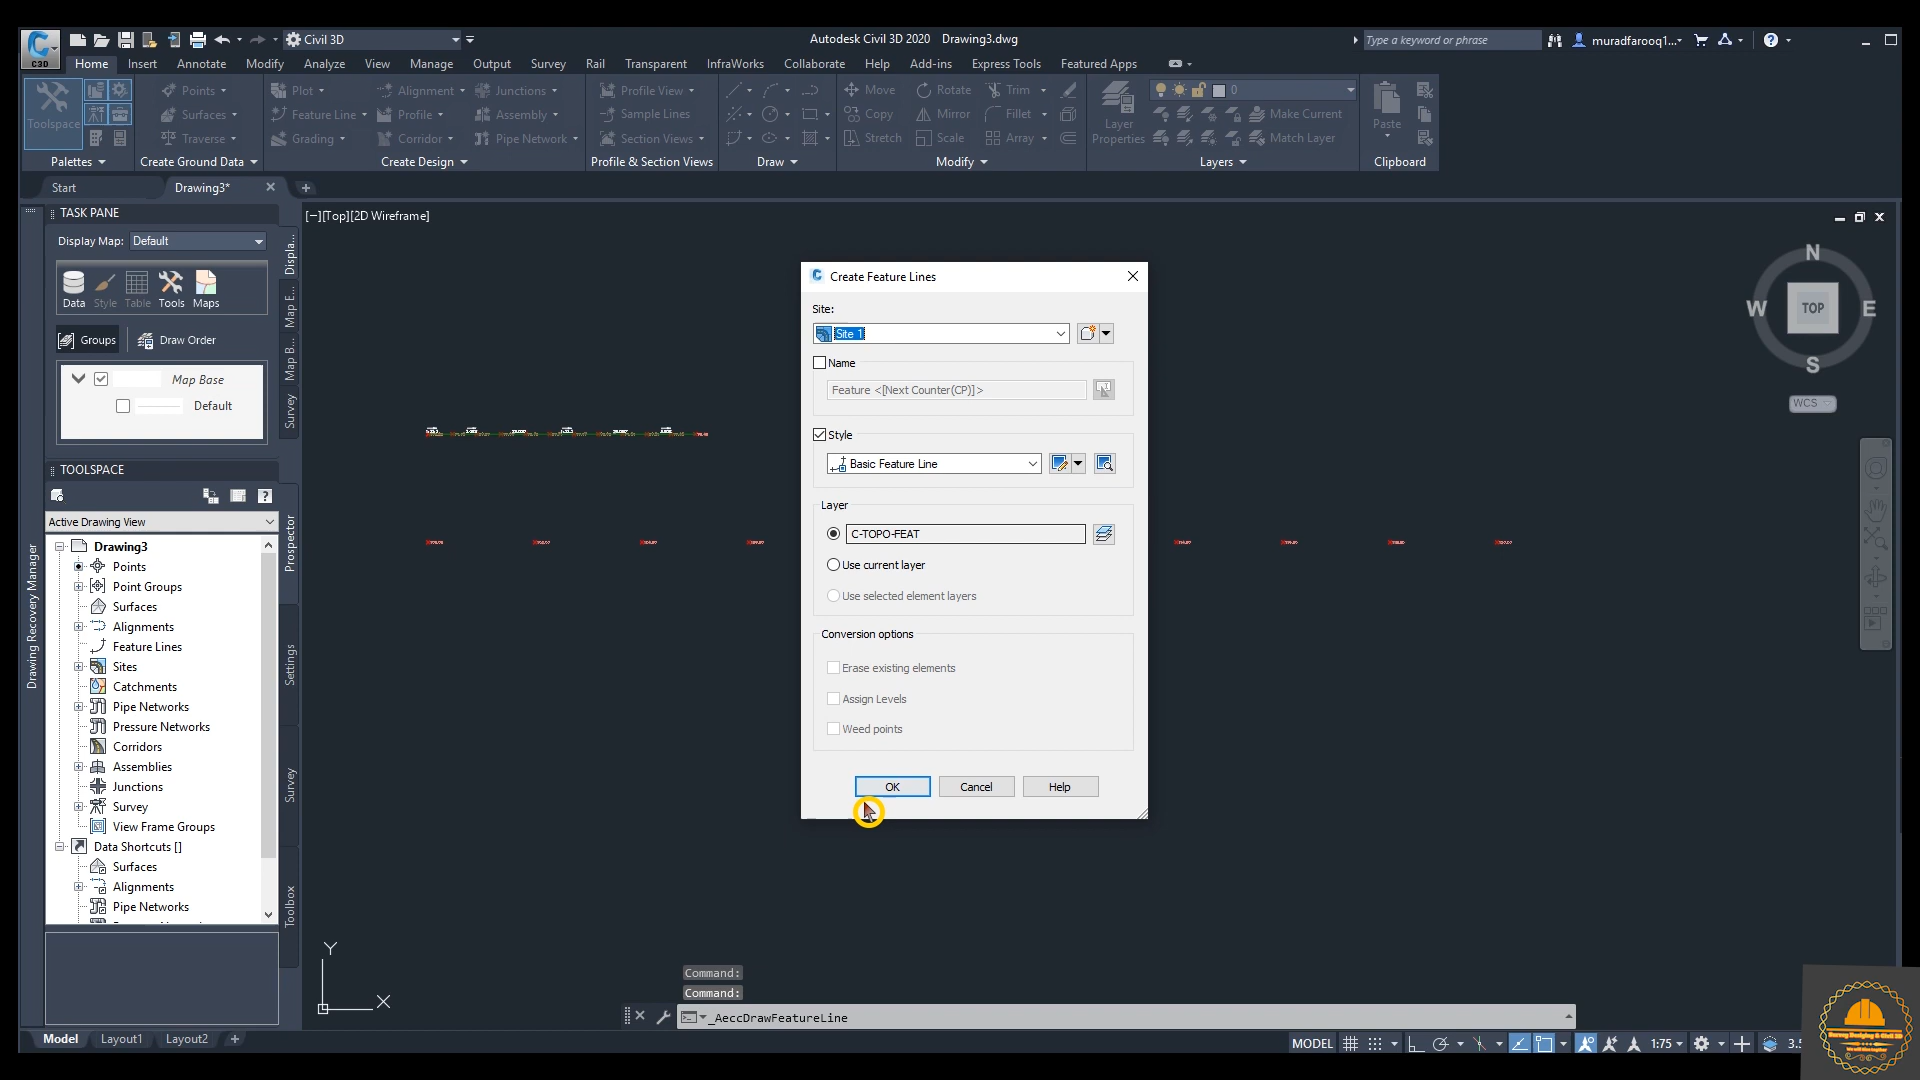 Civil 3D
Autodesk Civil 3D 2020 Drawing3.dwg
Type a keyword or phrase
muradfarooq1...
C3D
Home Insert Annotate Modify Analyze View Manage Output Survey Rail Transparent InfraWorks Collaborate Help Add-ins Express Tools Featured Apps
Points Plot Alignment Junctions Profile View Move Rotate Trim 0
Toolspace Surfaces Feature Line Profile Assembly Sample Lines Copy Mirror Fillet Layer Properties Make Current Paste
Traverse Grading Corridor Pipe Network Section Views Stretch Scale Array Match Layer
Palettes Create Ground Data Create Design Profile & Section Views Draw Modify Layers Clipboard
Start Drawing3*
TASK PANE
[−][Top][2D Wireframe]
Display Map: Default
Data Style Table Tools Maps
Groups Draw Order
Map Base
Default
Displa...
Map E...
Map B...
Survey
TOOLSPACE
Active Drawing View
Drawing3
Points
Point Groups
Surfaces
Alignments
Feature Lines
Sites
Catchments
Pipe Networks
Pressure Networks
Corridors
Assemblies
Junctions
Survey
View Frame Groups
Data Shortcuts []
Surfaces
Alignments
Pipe Networks
Prospector
Settings
Survey
Toolbox
Drawing Recovery Manager
Create Feature Lines
Site:
Site 1
Name
Feature <[Next Counter(CP)]>
Style
Basic Feature Line
Layer
C-TOPO-FEAT
Use current layer
Use selected element layers
Conversion options
Erase existing elements
Assign Levels
Weed points
OK Cancel Help
N
W TOP E
S
WCS
Y
X
Command:
Command:
_AeccDrawFeatureLine
Model Layout1 Layout2
MODEL 1:75 3.5